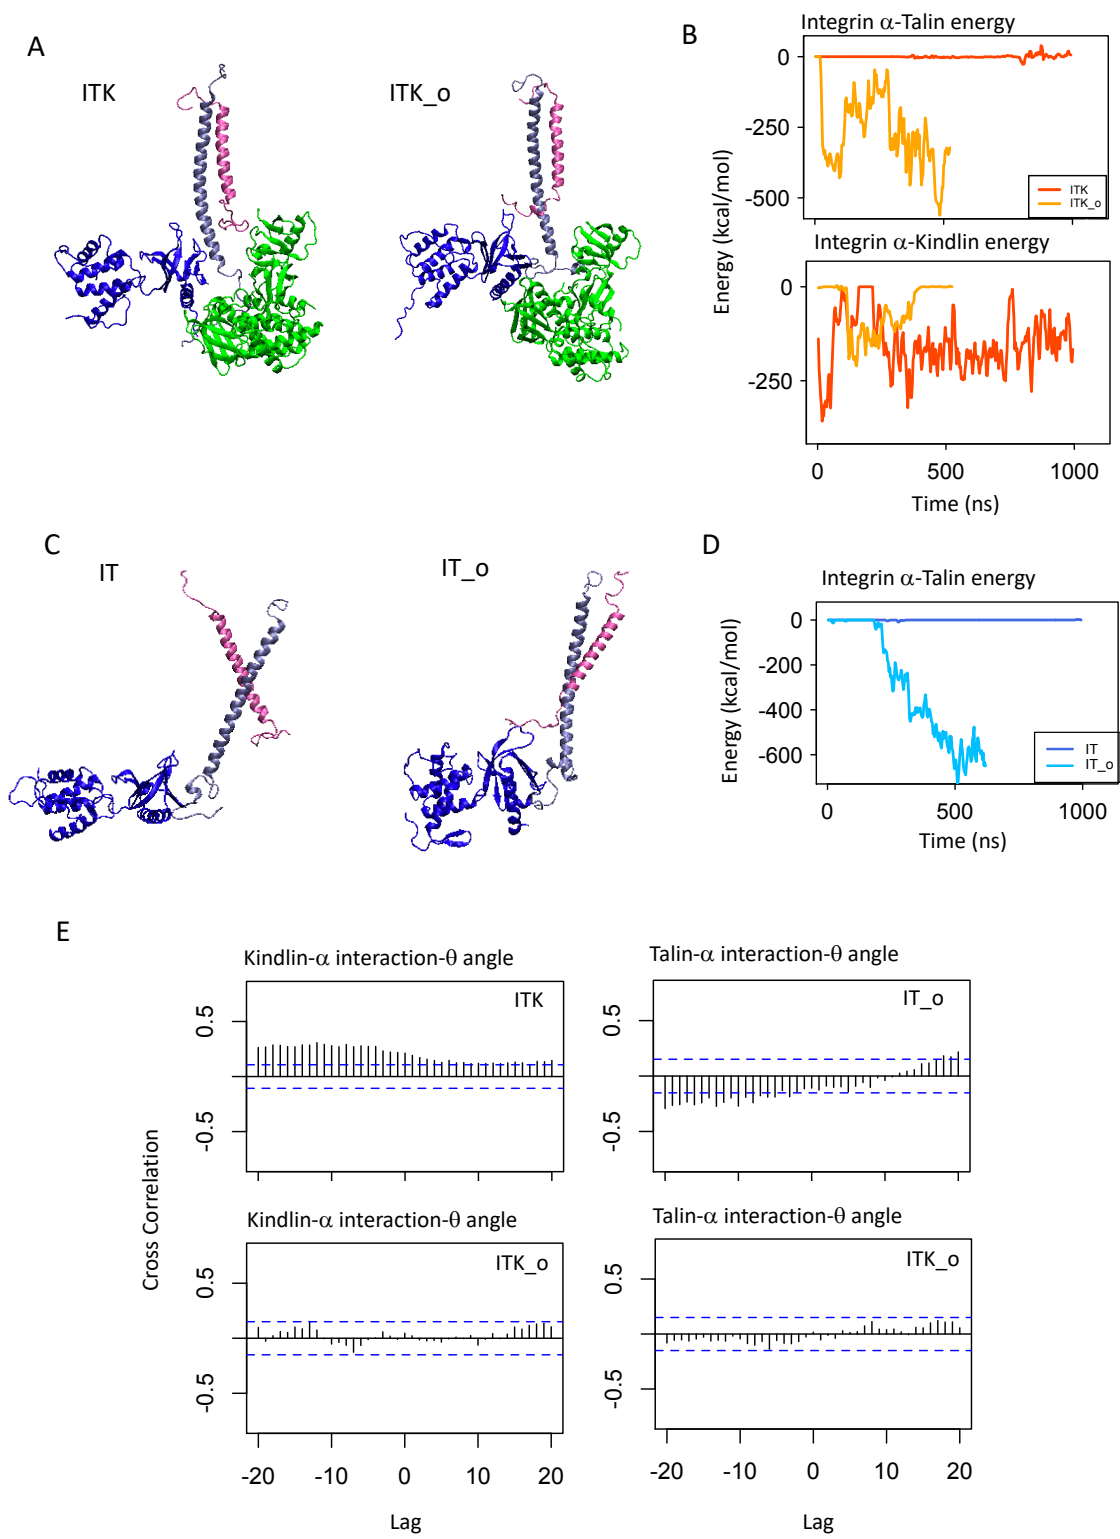 A
ITK
ITK_o
B
Integrin α-Talin energy
0
-250
-500
ITK
ITK_o
Integrin α-Kindlin energy
0
-250
Energy (kcal/mol)
0 500 1000
Time (ns)
C
IT
IT_o
D
Integrin α-Talin energy
0
-200
-400
-600
Energy (kcal/mol)
IT
IT_o
0 500 1000
Time (ns)
E
Kindlin-α interaction-θ angle
ITK
0.5
-0.5
Talin-α interaction-θ angle
IT_o
0.5
-0.5
Cross Correlation
Kindlin-α interaction-θ angle
ITK_o
0.5
-0.5
-20 -10 0 10 20
Lag
Talin-α interaction-θ angle
ITK_o
0.5
-0.5
-20 -10 0 10 20
Lag